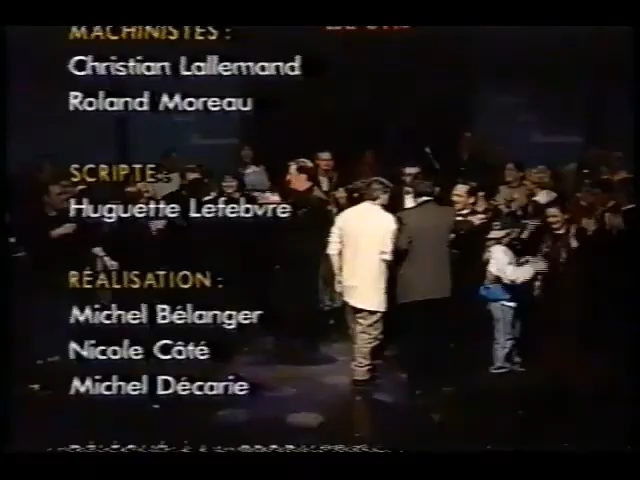 MACHINISTES :
Christian Lallemand
Roland Moreau
SCRIPTE :
Huguette Lefebvre
RÉALISATION :
Michel Bélanger
Nicole Côté
Michel Décarie